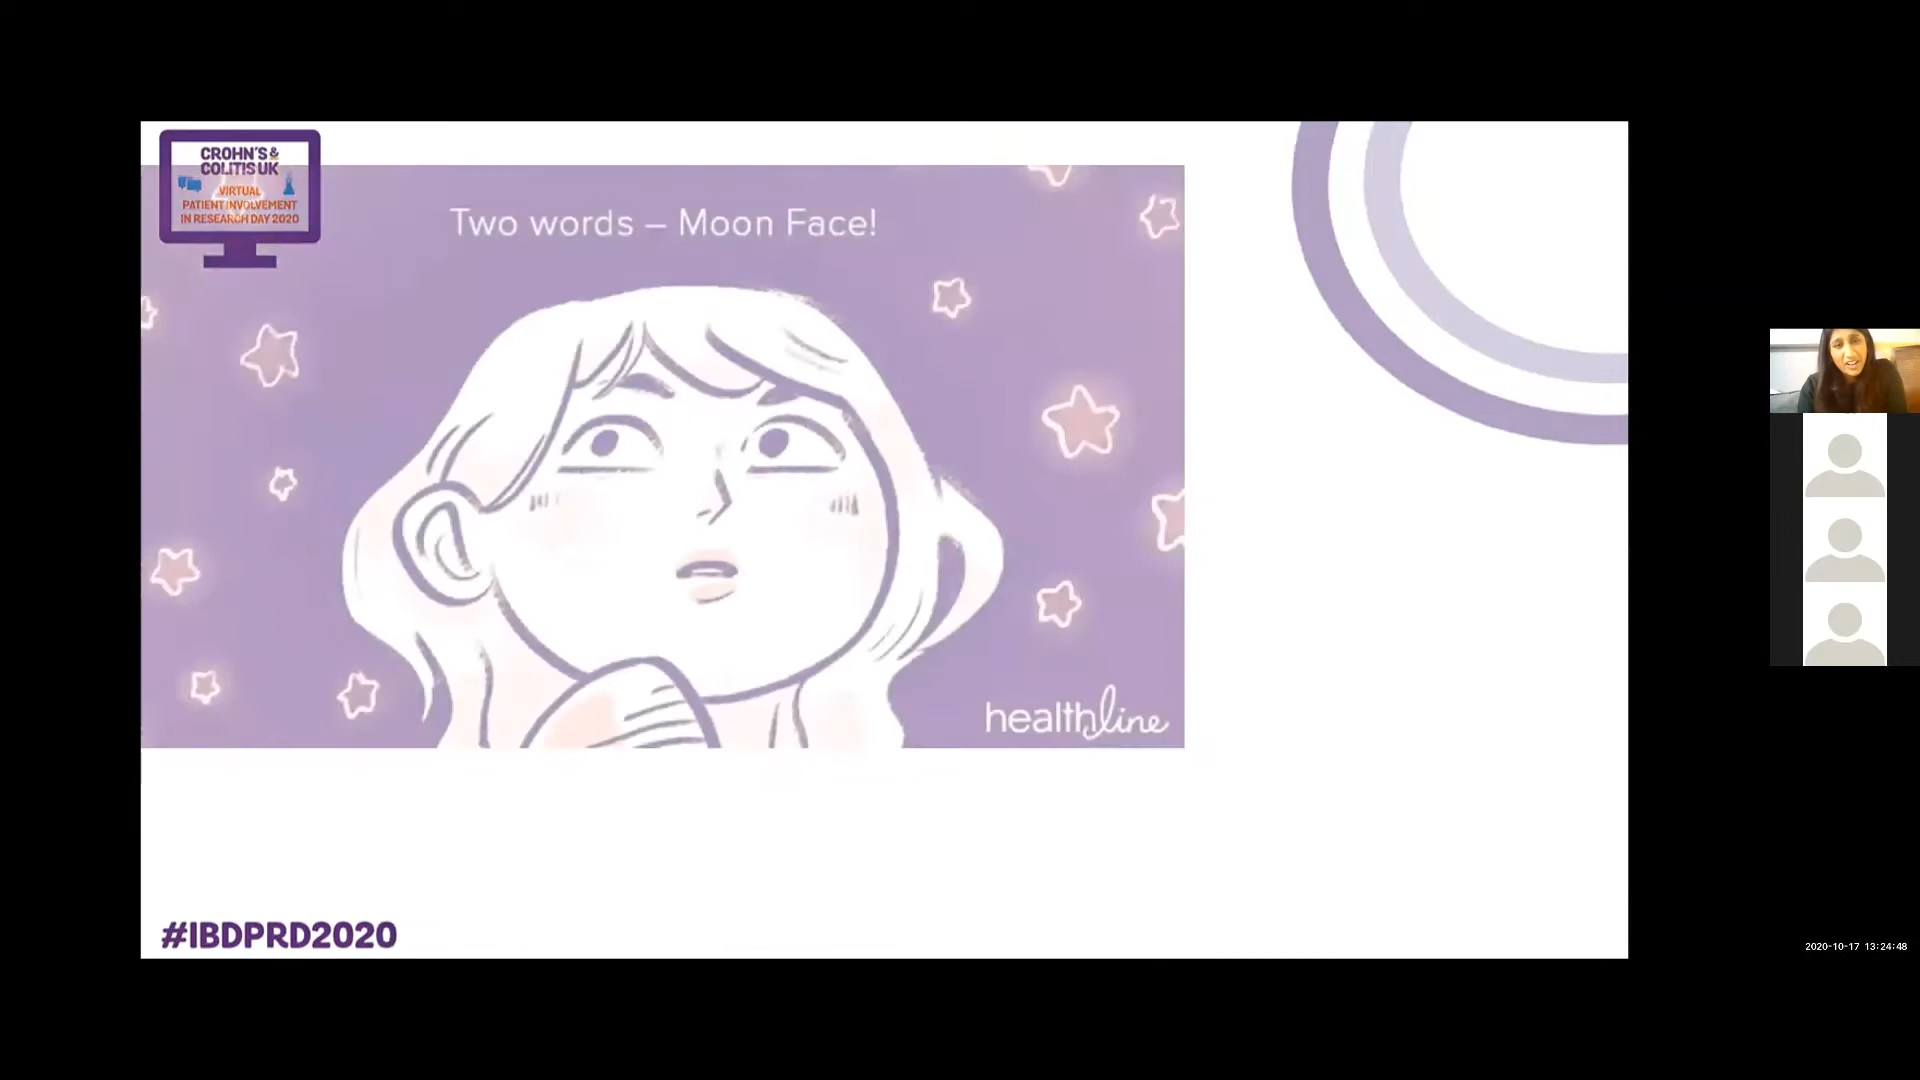 CROHN'S &
COLITIS UK
VIRTUAL
PATIENT INVOLVEMENT
IN RESEARCH DAY 2020
Two words – Moon Face!
healthline
#IBDPRD2020
2020-10-17 13:24:48